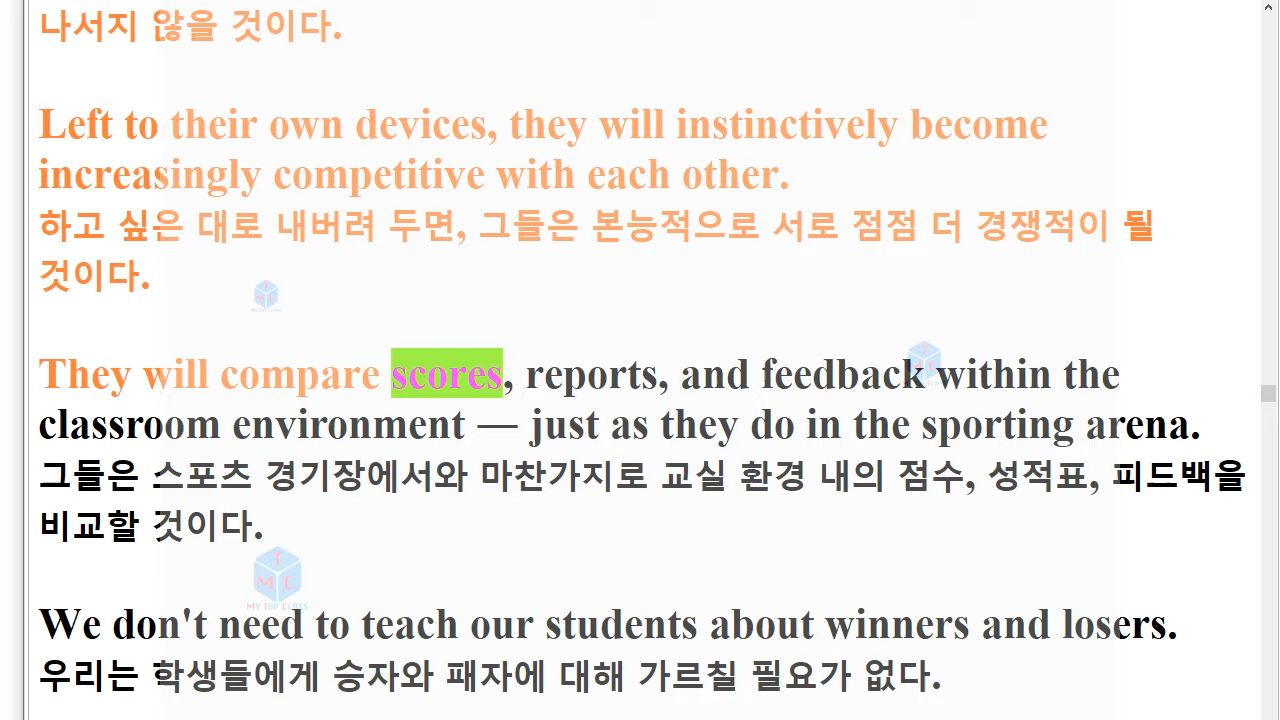 나서지 않을 것이다.
Left to their own devices, they will instinctively become
increasingly competitive with each other.
하고 싶은 대로 내버려 두면, 그들은 본능적으로 서로 점점 더 경쟁적이 될
것이다.
They will compare scores, reports, and feedback within the
classroom environment — just as they do in the sporting arena.
그들은 스포츠 경기장에서와 마찬가지로 교실 환경 내의 점수, 성적표, 피드백을
비교할 것이다.
T
M C
MY TOP CLASS
We don't need to teach our students about winners and losers.
우리는 학생들에게 승자와 패자에 대해 가르칠 필요가 없다.